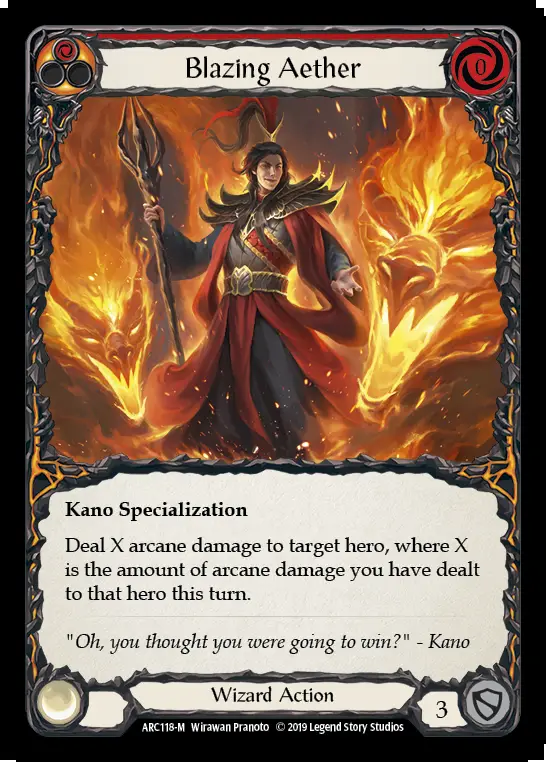 Blazing Aether
0
Kano Specialization
Deal X arcane damage to target hero, where X
is the amount of arcane damage you have dealt
to that hero this turn.
"Oh, you thought you were going to win?" - Kano
Wizard Action
3
ARC118-M Wirawan Pranoto © 2019 Legend Story Studios